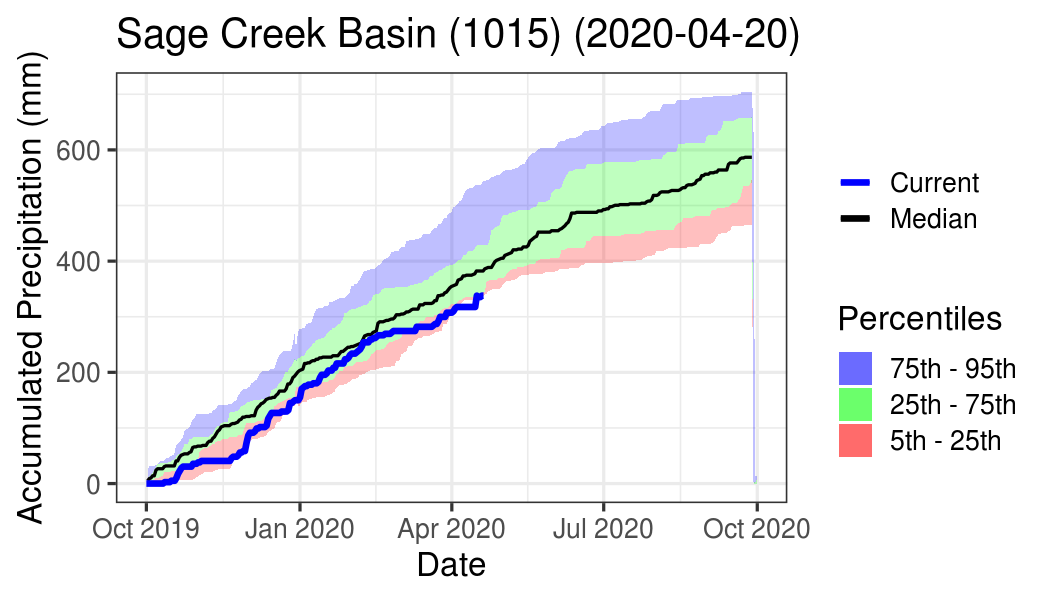 Sage Creek Basin (1015) (2020-04-20)
Accumulated Precipitation (mm)
600
400
200
0
Oct 2019
Jan 2020
Apr 2020
Jul 2020
Oct 2020
Date
Current
Median
Percentiles
75th - 95th
25th - 75th
5th - 25th